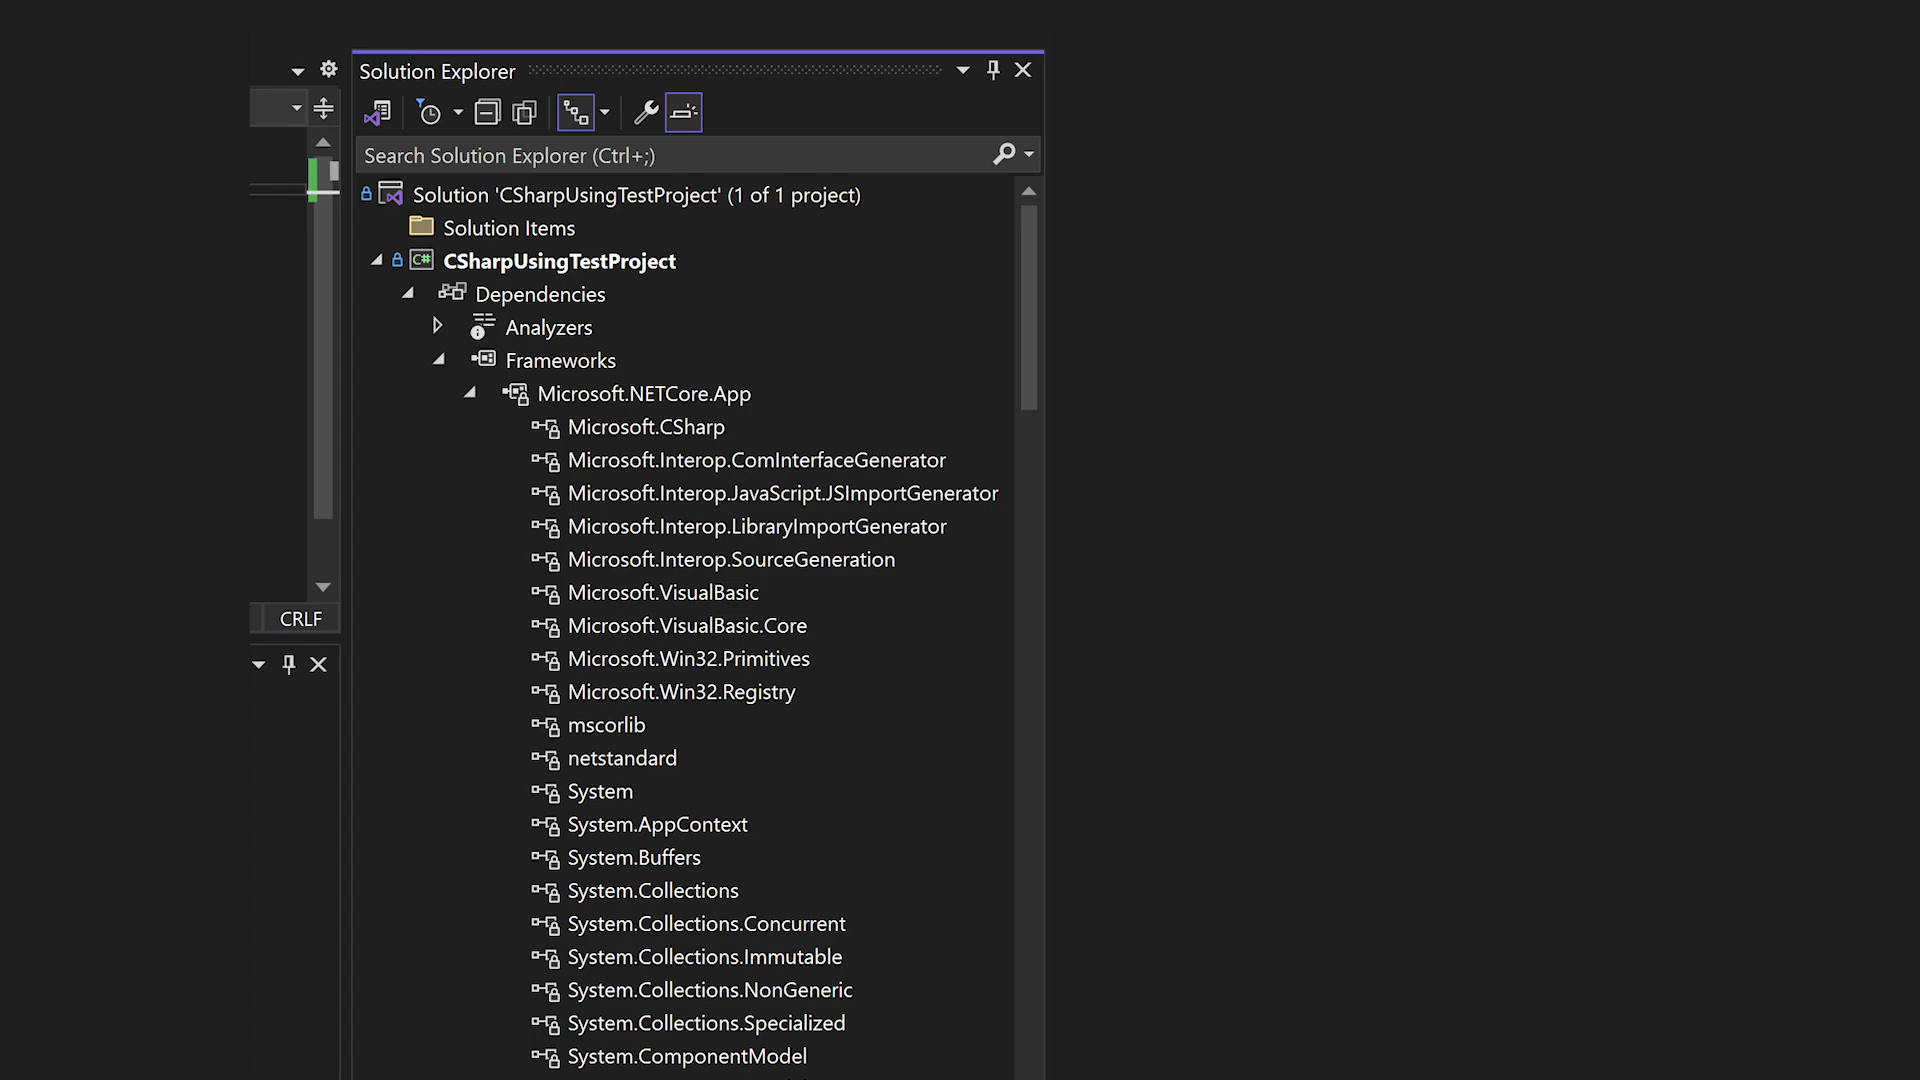 Solution Explorer
Search Solution Explorer (Ctrl+;)
Solution 'CSharpUsingTestProject' (1 of 1 project)
Solution Items
C# CSharpUsingTestProject
Dependencies
Analyzers
Frameworks
Microsoft.NETCore.App
Microsoft.CSharp
Microsoft.Interop.ComInterfaceGenerator
Microsoft.Interop.JavaScript.JSImportGenerator
Microsoft.Interop.LibraryImportGenerator
Microsoft.Interop.SourceGeneration
Microsoft.VisualBasic
CRLF
Microsoft.VisualBasic.Core
Microsoft.Win32.Primitives
Microsoft.Win32.Registry
mscorlib
netstandard
System
System.AppContext
System.Buffers
System.Collections
System.Collections.Concurrent
System.Collections.Immutable
System.Collections.NonGeneric
System.Collections.Specialized
System.ComponentModel